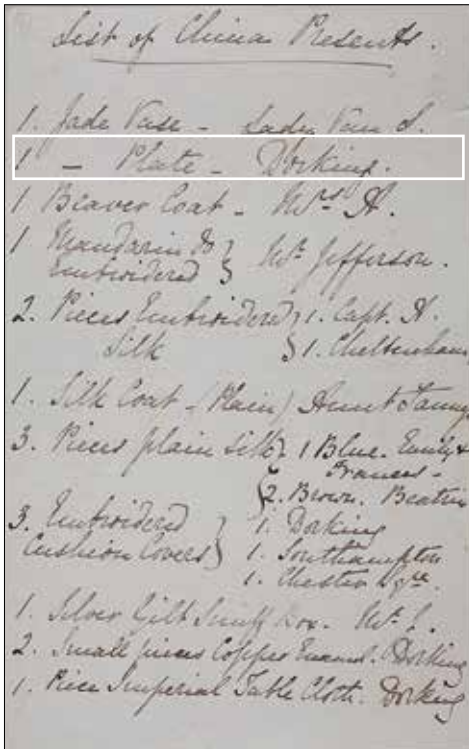 List of China Presents.
1. Jade Vase - Lady Van S.
1 - Plate - Dorking.
1 Beaver Coat - Mrs H.
1 Mandarin Do } Mr Jefferson.
Embroidered }
2. Pieces Embroidered } 1. Capt. H.
Silk } 1. Cheltenham
1. Silk Coat - (Plain) Aunt Fanny
3. Pieces plain silk } 1 Blue. Emily &
Frances -
2. Brown. Beatrice
3. Embroidered } 1. Dorking
Cushion Covers } 1. Southampton
1. Chester Sqre.
1. Silver Gilt Snuff Box. Mr
2. Small pieces Copper Enamel. Dorking
1. Piece Imperial Table Cloth. Dorking